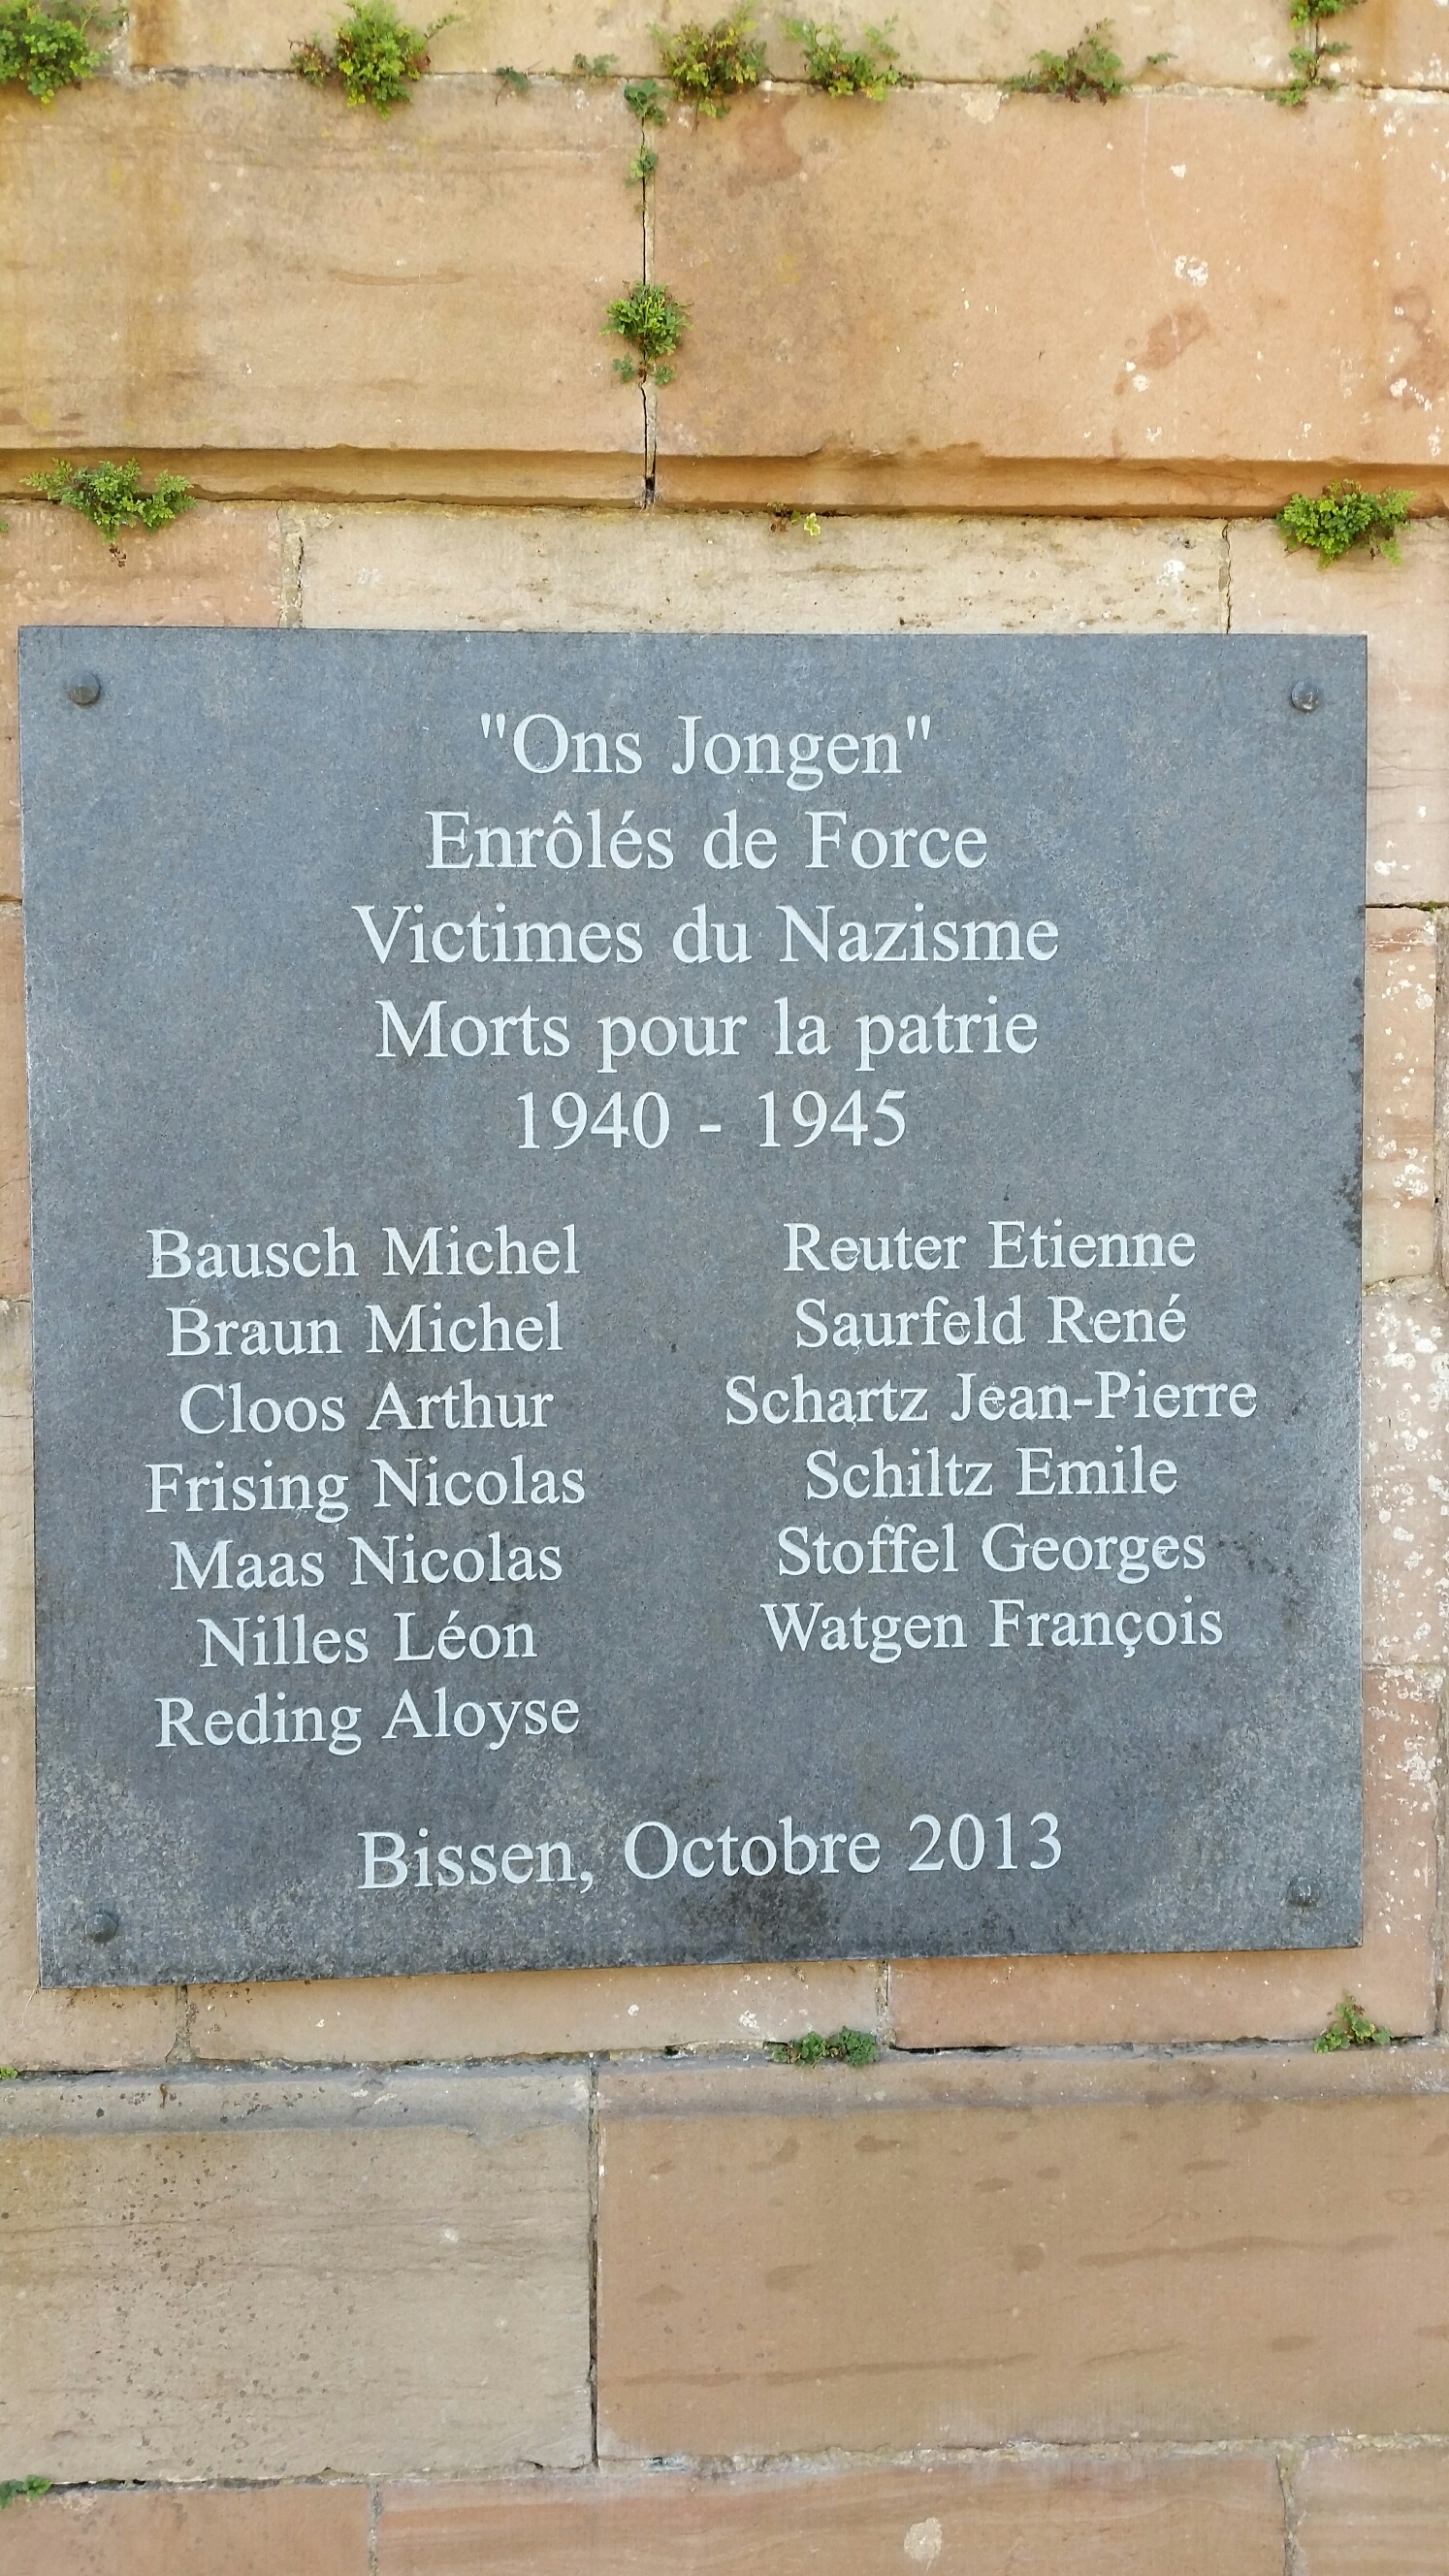 "Ons Jongen"
Enrôlés de Force
Victimes du Nazisme
Morts pour la patrie
1940 - 1945
Bausch Michel
Braun Michel
Cloos Arthur
Frising Nicolas
Maas Nicolas
Nilles Léon
Reding Aloyse
Reuter Etienne
Saurfeld René
Schartz Jean-Pierre
Schiltz Emile
Stoffel Georges
Watgen François
Bissen, Octobre 2013